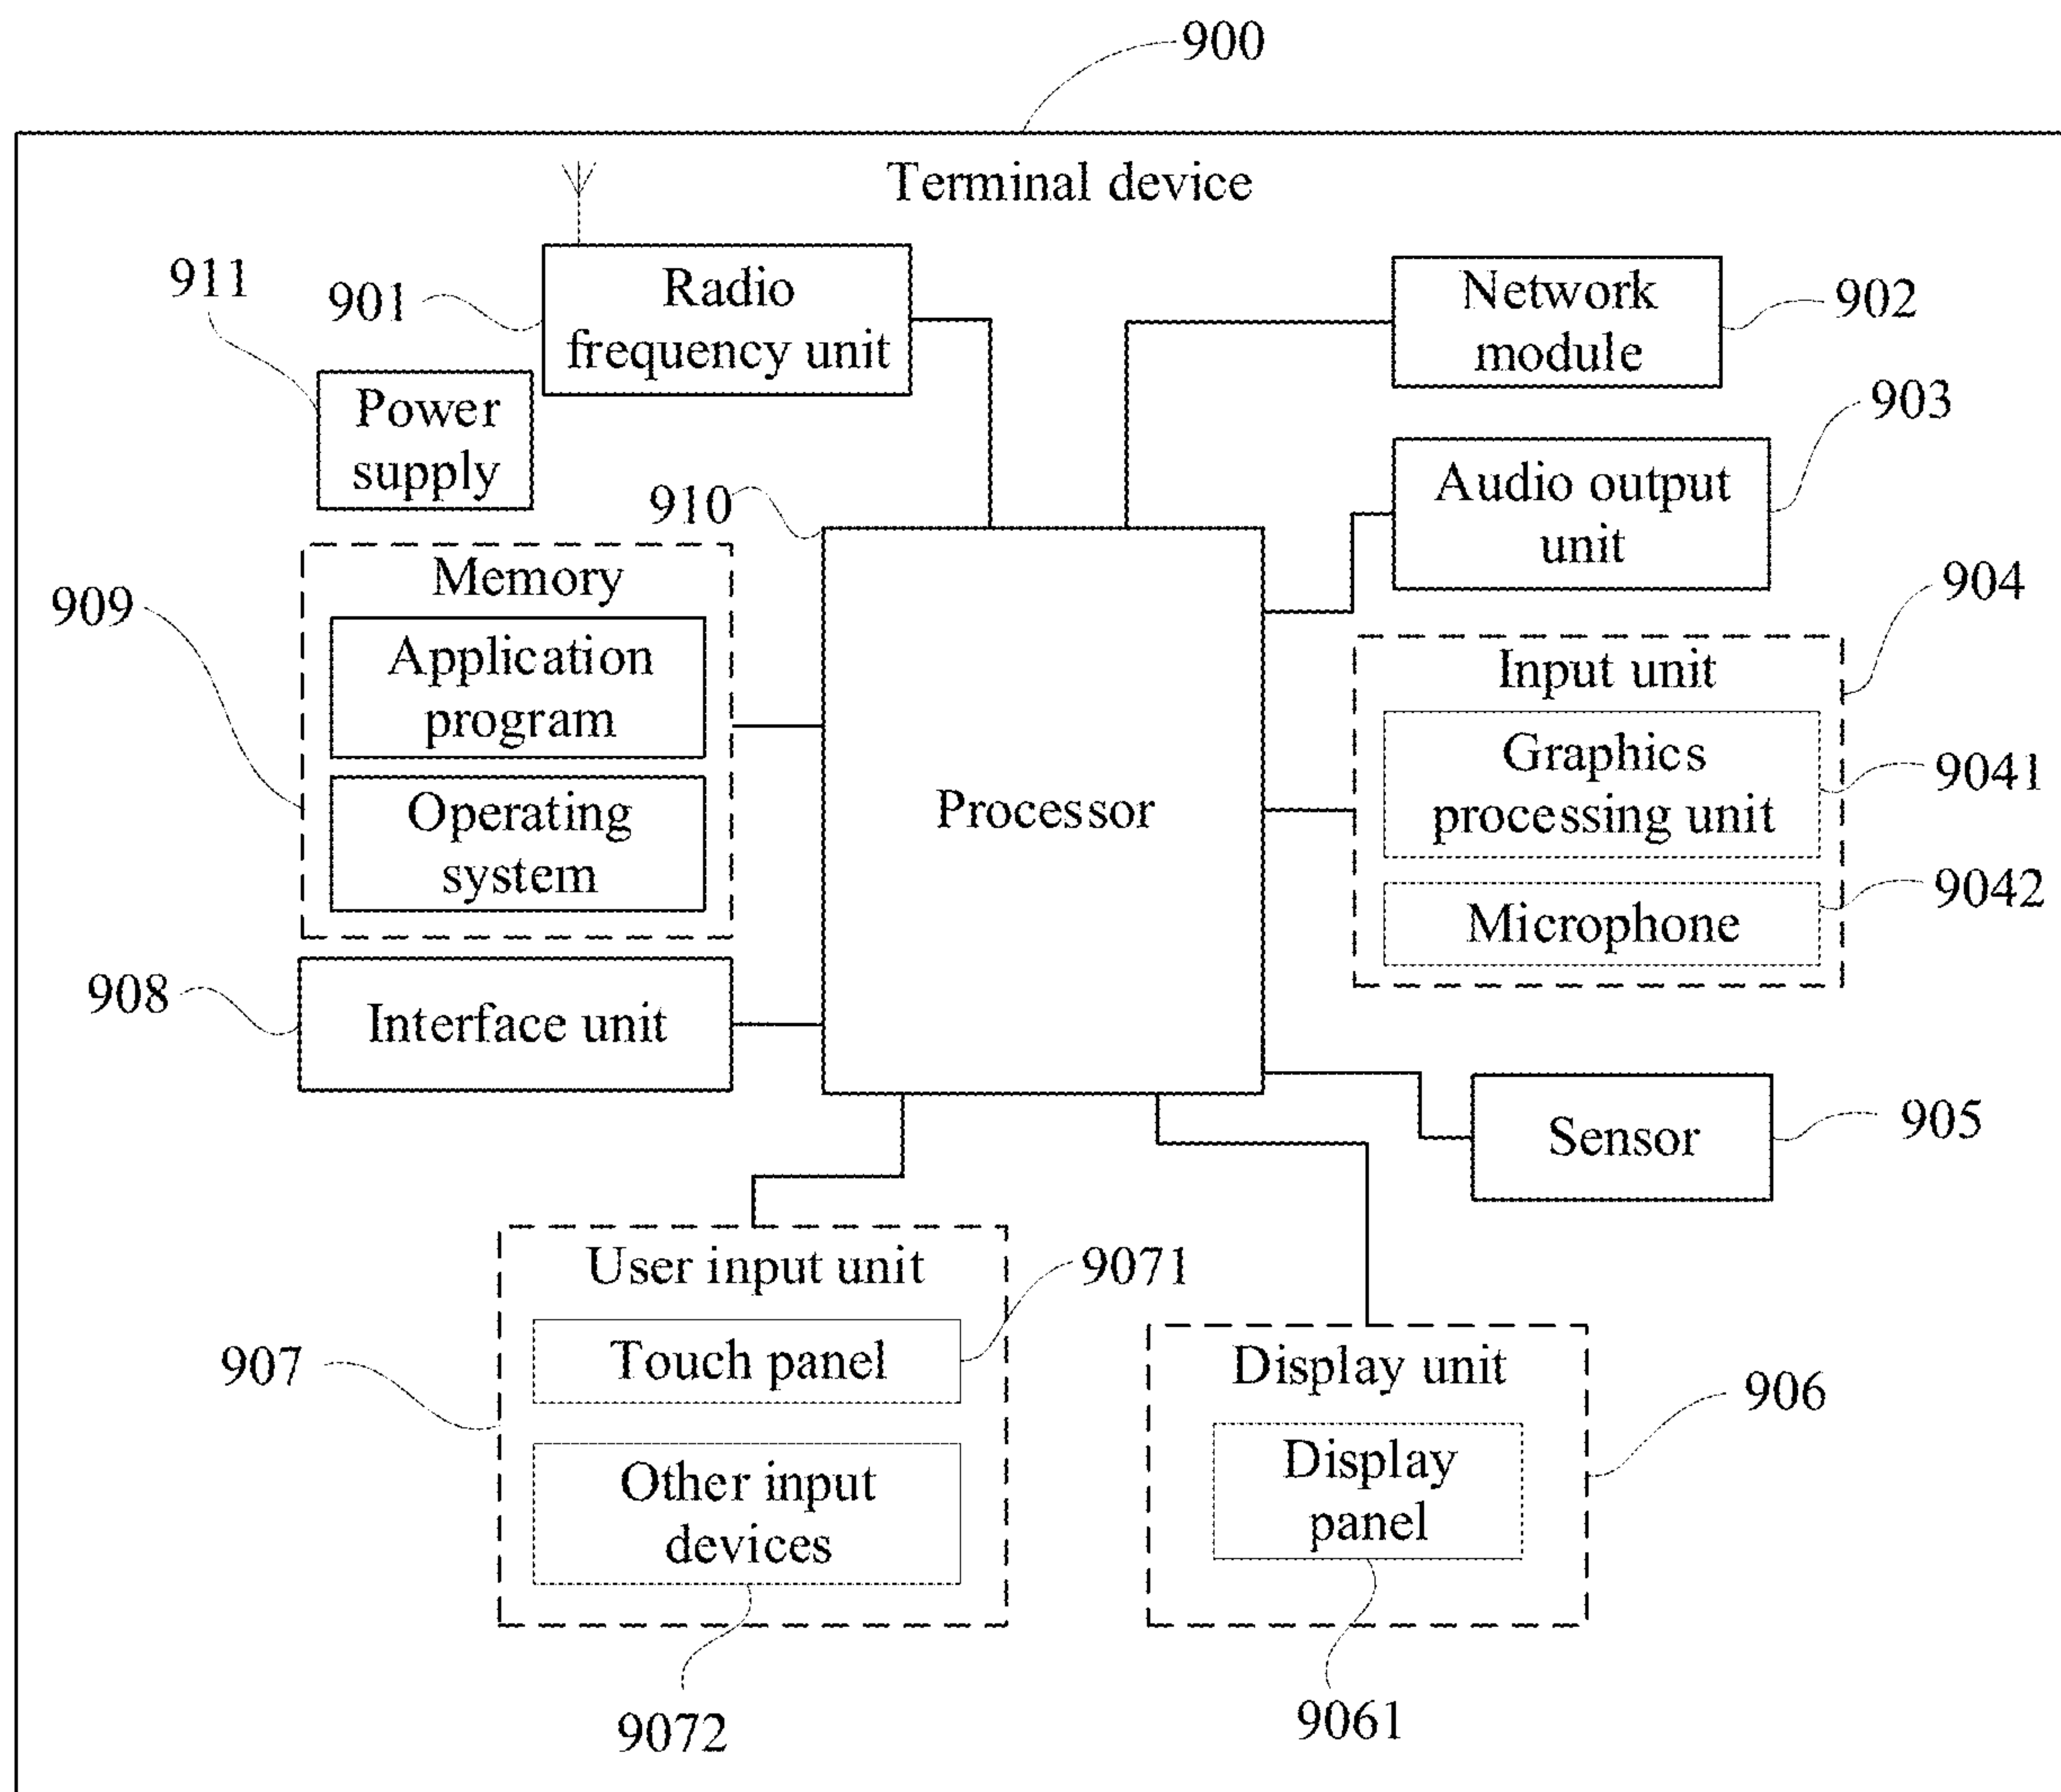 900
Terminal device
911
901
Radio
frequency unit
Network
module
902
Power
supply
903
Audio output
unit
910
Memory
909
Application
program
Operating
system
Processor
904
Input unit
Graphics
processing unit
9041
Microphone
9042
908
Interface unit
Sensor
905
User input unit
9071
Touch panel
907
Other input
devices
9072
Display unit
906
Display
panel
9061